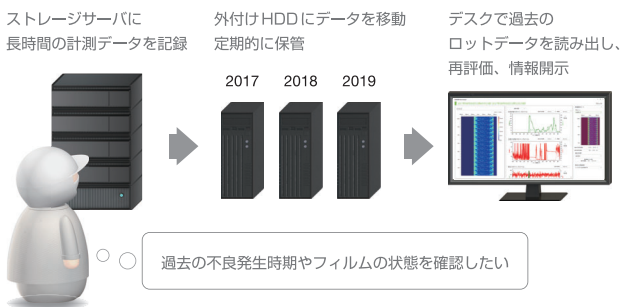 ストレージサーバに
長時間の計測データを記録
外付けHDDにデータを移動
定期的に保管
2017
2018
2019
デスクで過去の
ロットデータを読み出し、
再評価、情報開示
過去の不良発生時期やフィルムの状態を確認したい